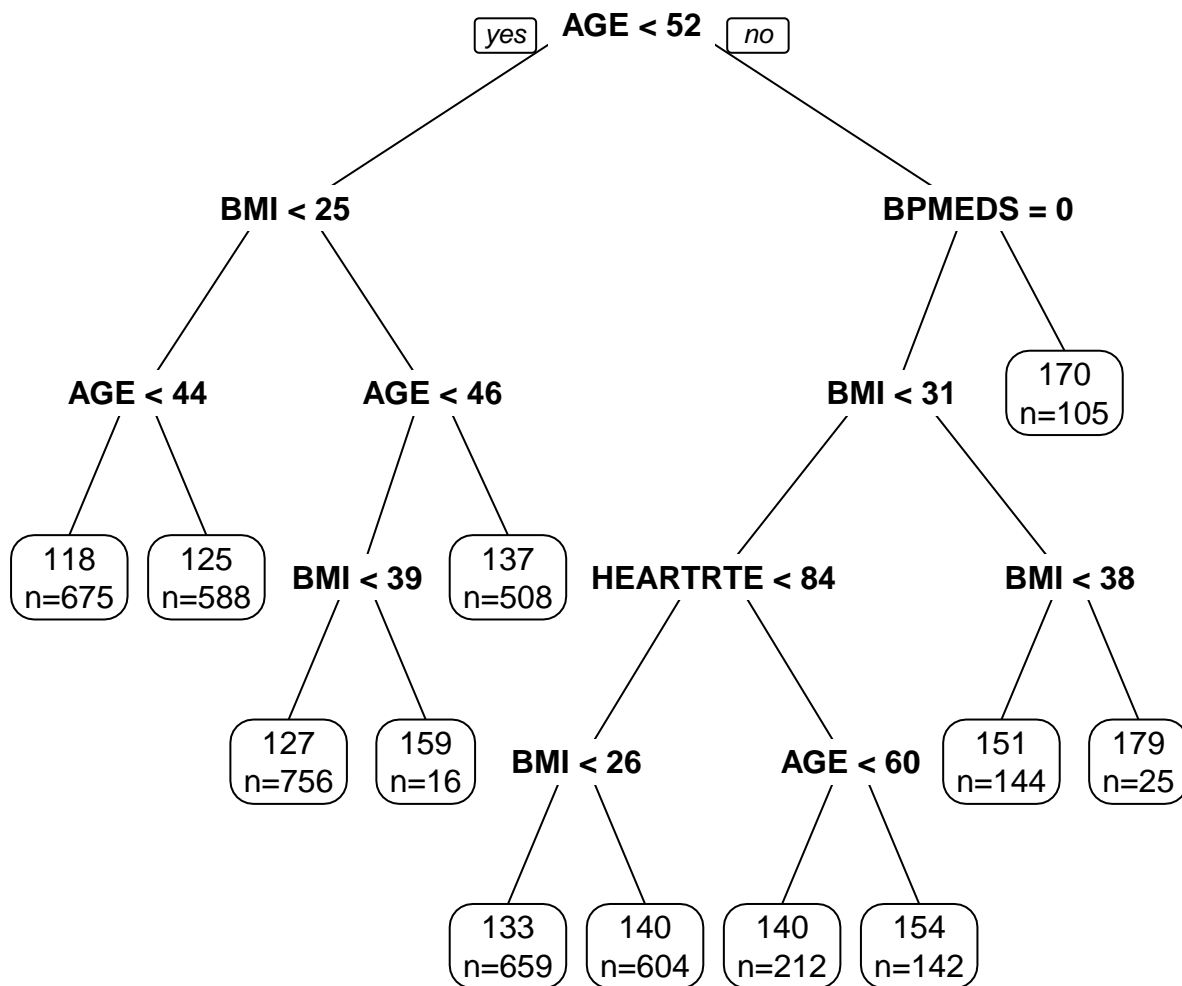 yes
AGE < 52
no
BMI < 25
BPMEDS = 0
AGE < 44
AGE < 46
BMI < 31
170
n=105
118
n=675
125
n=588
BMI < 39
137
n=508
HEARTRTE < 84
BMI < 38
127
n=756
159
n=16
BMI < 26
AGE < 60
151
n=144
179
n=25
133
n=659
140
n=604
140
n=212
154
n=142